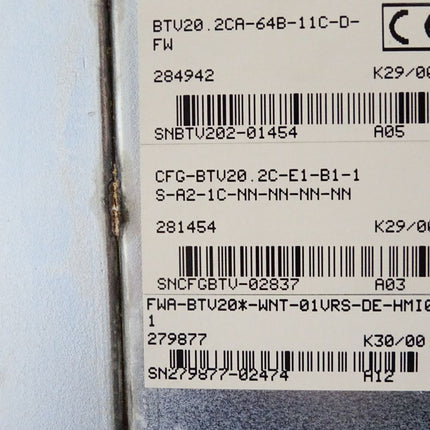 BTV20.2CA-64B-11C-D-
FW
CE
284942 K29/00
SNBTV202-01454 A05
CFG-BTV20.2C-E1-B1-1
S-A2-1C-NN-NN-NN-NN
281454 K29/00
SNCFGBTV-02837 A03
FWA-BTV20*-WNT-01VRS-DE-HMI0
1
279877 K30/00
SN279877-02474 A12